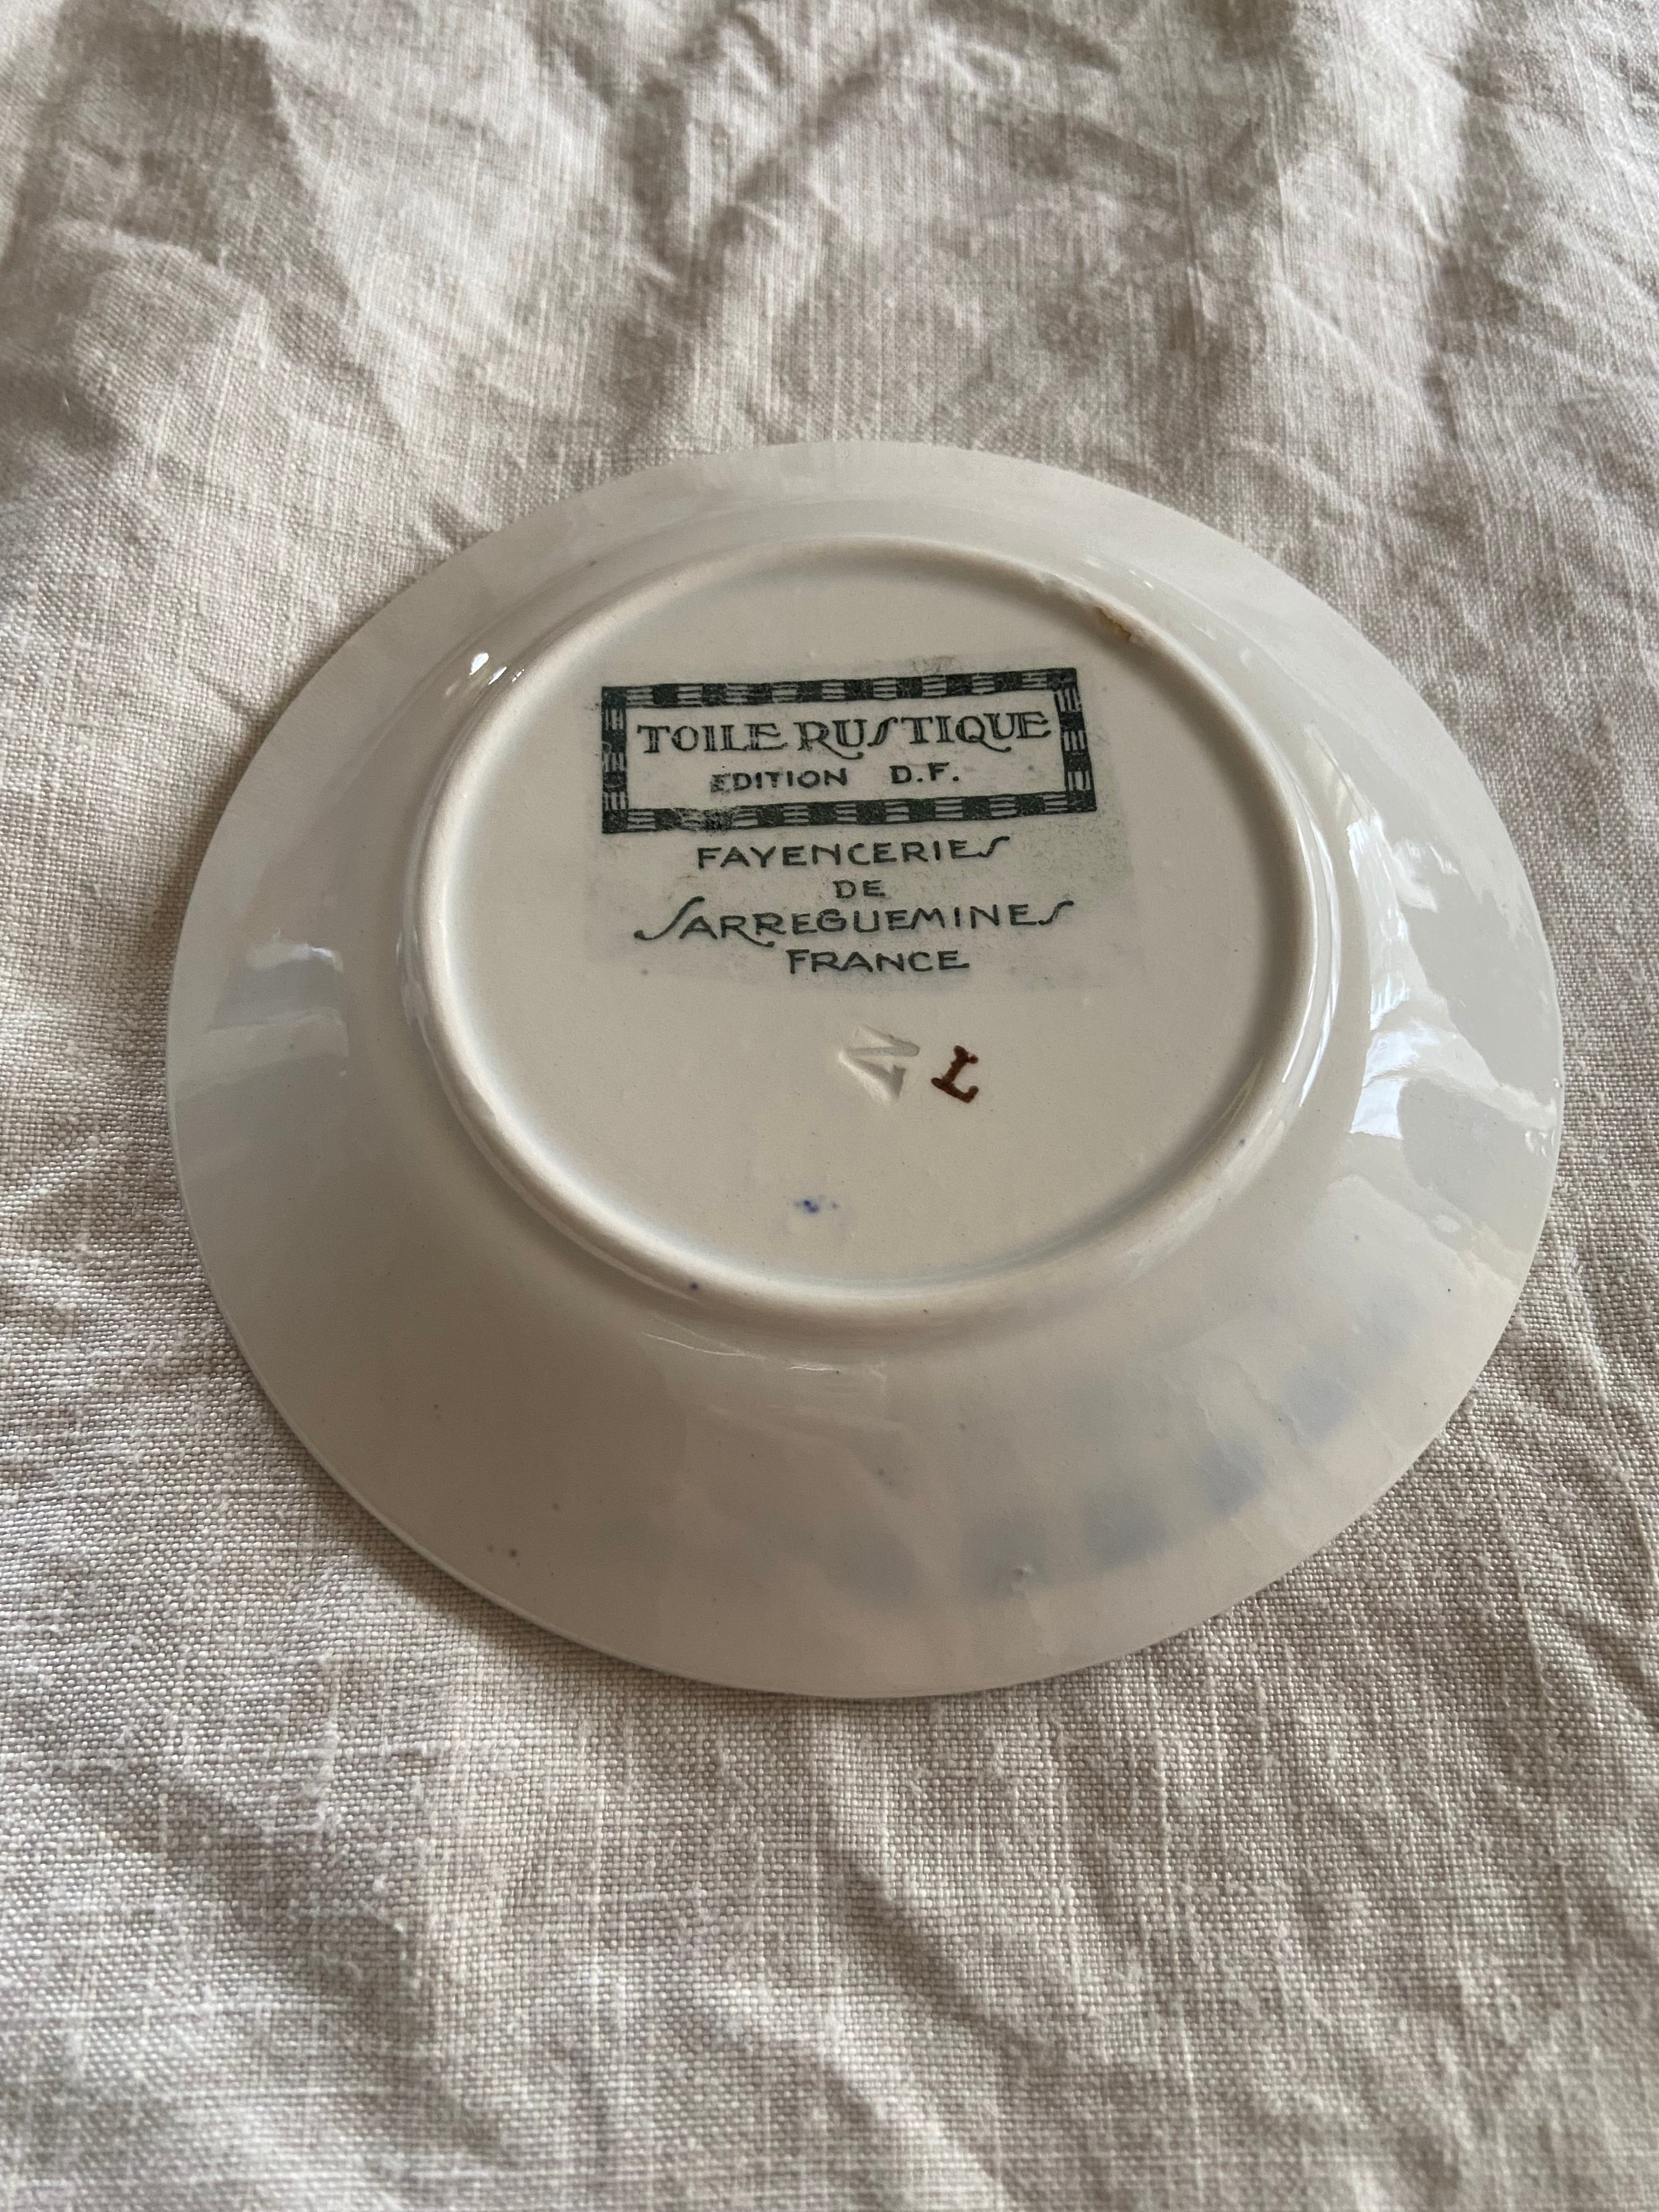 TOILE RUSTIQUE
EDITION D.F.
FAYENCERIES
DE
SARREGUEMINES
FRANCE
L